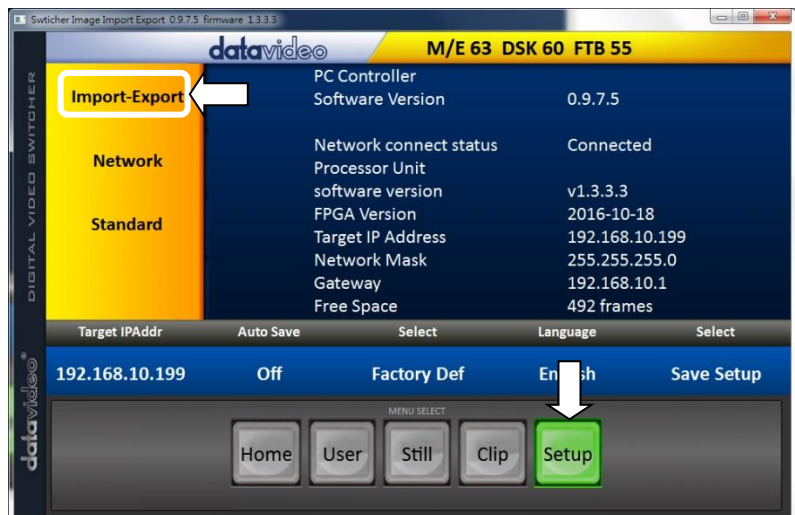 Swticher Image Import Export 0.9.7.5 firmware 1.3.3.3
datavideo M/E 63 DSK 60 FTB 55
DIGITAL VIDEO SWITCHER
Import-Export
Network
Standard
PC Controller
Software Version 0.9.7.5
Network connect status Connected
Processor Unit
software version v1.3.3.3
FPGA Version 2016-10-18
Target IP Address 192.168.10.199
Network Mask 255.255.255.0
Gateway 192.168.10.1
Free Space 492 frames
Target IPAddr Auto Save Select Language Select
192.168.10.199 Off Factory Def Save Setup
datavideo®
MENU SELECT
Home User Still Clip Setup